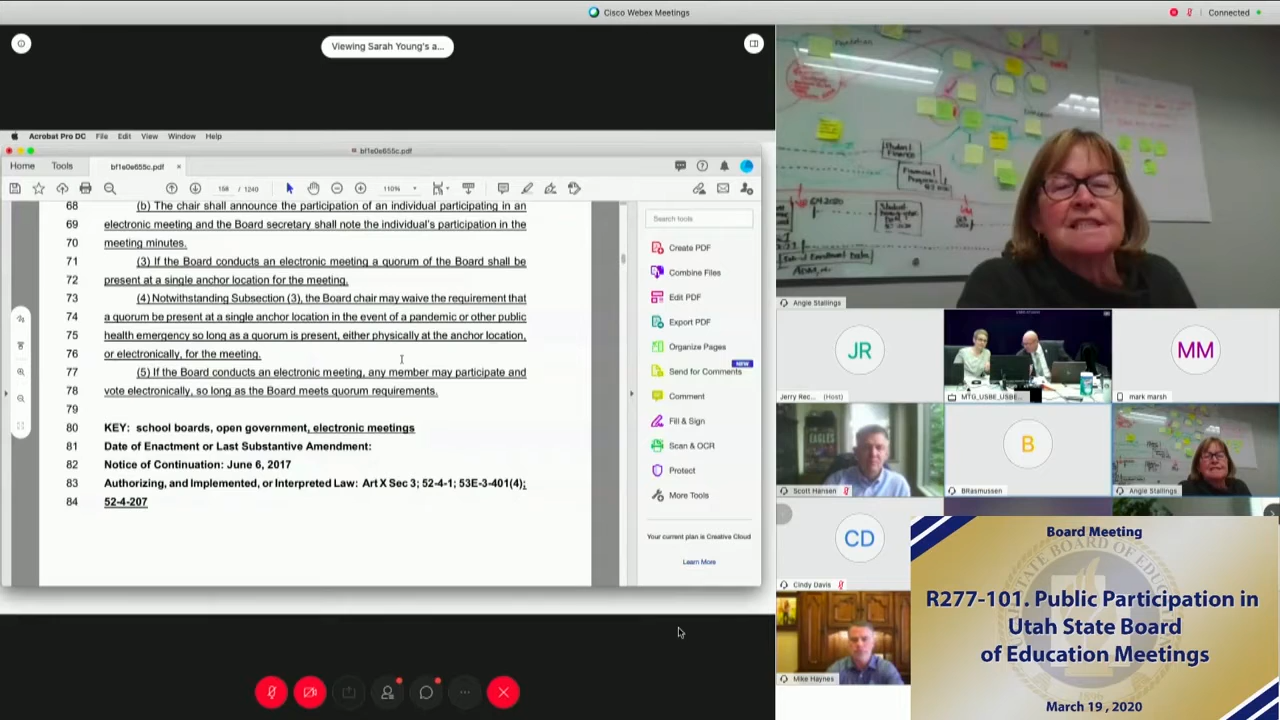 Cisco Webex Meetings
Connected
Viewing Sarah Young's a...
Acrobat Pro DC File Edit View Window Help
bf1e0e655c.pdf
Home Tools bf1e0e655c.pdf ×
158 / 1240
110%
68 (b) The chair shall announce the participation of an individual participating in an
69 electronic meeting and the Board secretary shall note the individual's participation in the
70 meeting minutes.
71 (3) If the Board conducts an electronic meeting a quorum of the Board shall be
72 present at a single anchor location for the meeting.
73 (4) Notwithstanding Subsection (3), the Board chair may waive the requirement that
74 a quorum be present at a single anchor location in the event of a pandemic or other public
75 health emergency so long as a quorum is present, either physically at the anchor location,
76 or electronically, for the meeting.
77 (5) If the Board conducts an electronic meeting, any member may participate and
78 vote electronically, so long as the Board meets quorum requirements.
79
80 KEY: school boards, open government, electronic meetings
81 Date of Enactment or Last Substantive Amendment:
82 Notice of Continuation: June 6, 2017
83 Authorizing, and Implemented, or Interpreted Law: Art X Sec 3; 52-4-1; 53E-3-401(4);
84 52-4-207
Search tools
Create PDF
Combine Files
Edit PDF
Export PDF
Organize Pages
NEW
Send for Comments
Comment
Fill & Sign
Scan & OCR
Protect
More Tools
Your current plan is Creative Cloud
Learn More
Student
Finance
Financial
Angie Stallings
JR
Jerry Rec... (Host)
MTG_USBE_USBE...
MM
mark marsh
Scott Hansen
B
BRasmussen
Angie Stallings
CD
Cindy Davis
Mike Haynes
Board Meeting
R277-101. Public Participation in
Utah State Board
of Education Meetings
March 19, 2020